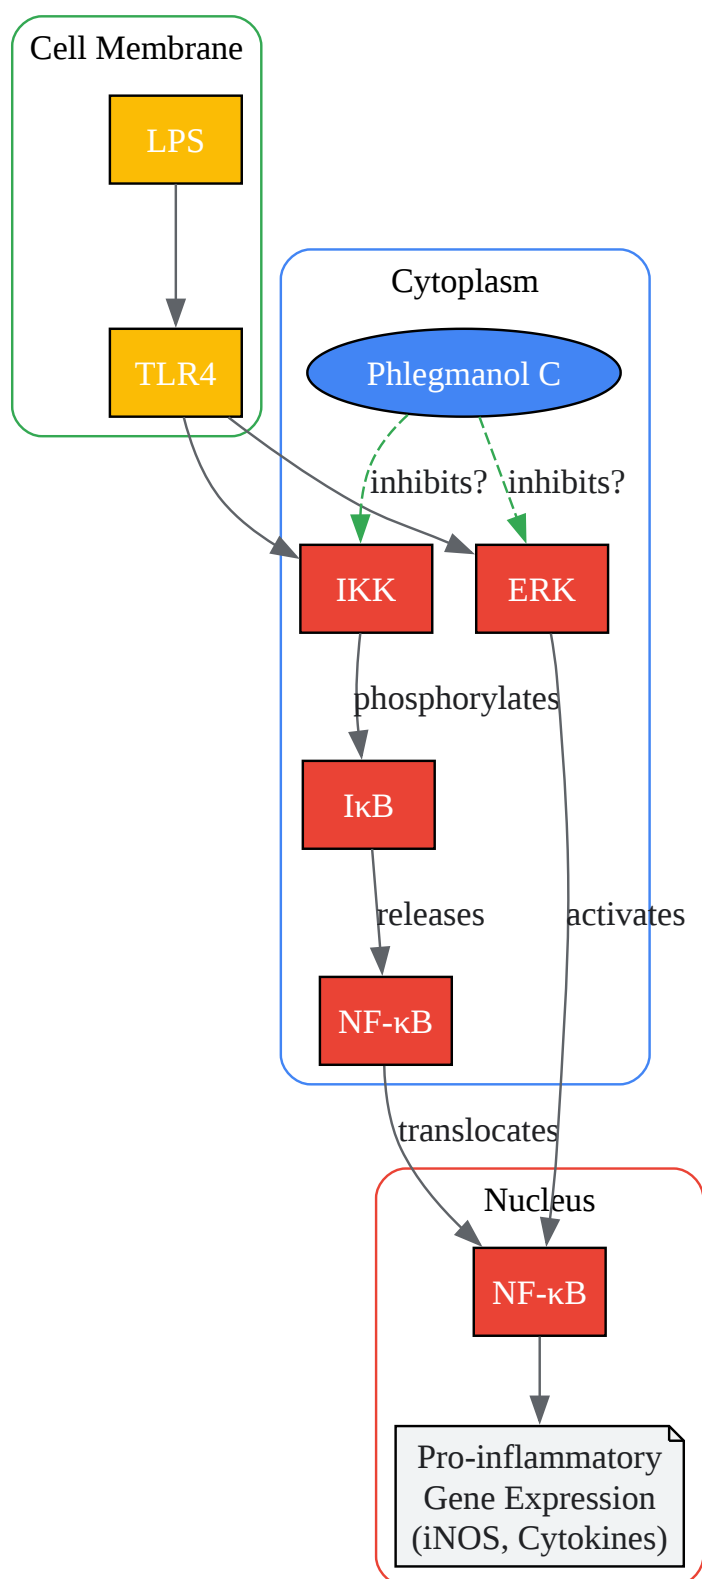 Cell Membrane
LPS
TLR4
Cytoplasm
Phlegmanol C
inhibits?
inhibits?
IKK
ERK
phosphorylates
IκB
releases
activates
NF-κB
translocates
Nucleus
NF-κB
Pro-inflammatory
Gene Expression
(iNOS, Cytokines)